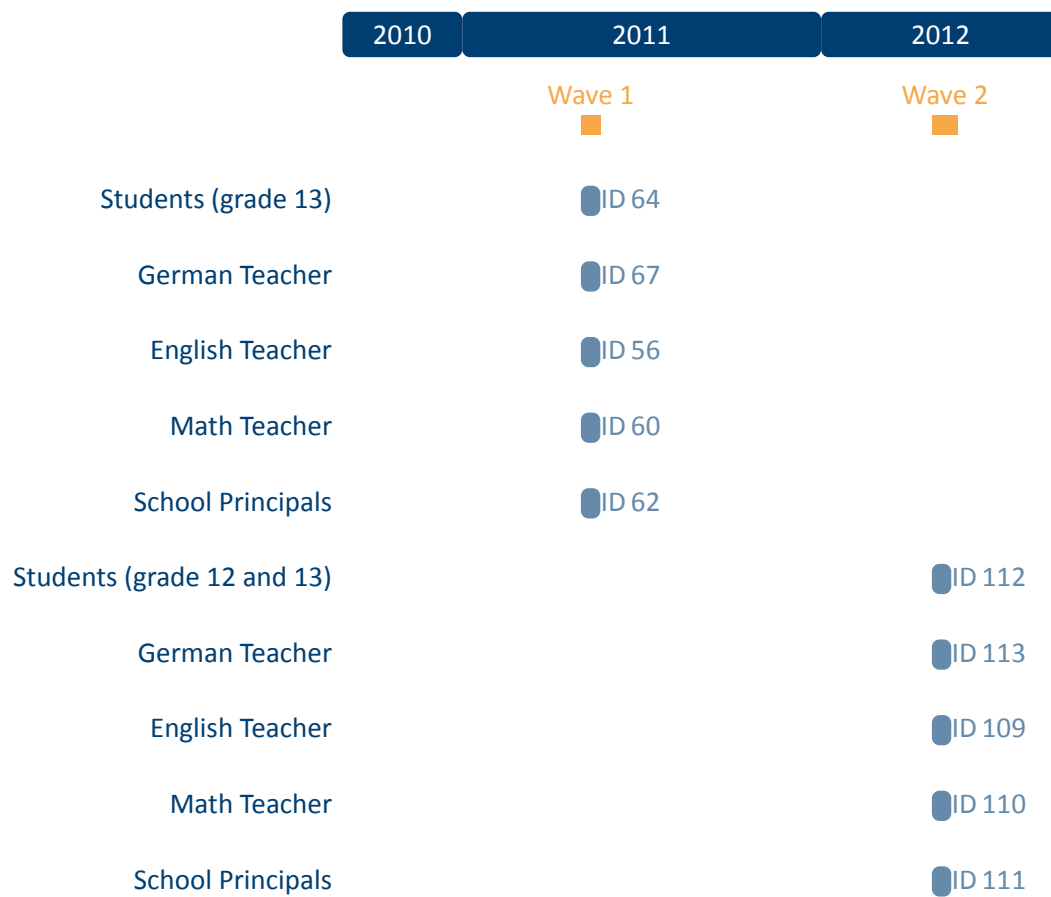 2010 2011 2012
Wave 1 Wave 2
Students (grade 13) ID 64
German Teacher ID 67
English Teacher ID 56
Math Teacher ID 60
School Principals ID 62
Students (grade 12 and 13) ID 112
German Teacher ID 113
English Teacher ID 109
Math Teacher ID 110
School Principals ID 111